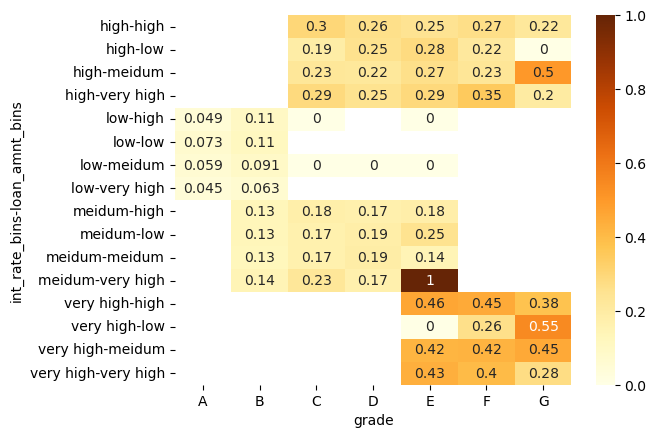 int_rate_bins-loan_amnt_bins
high-high 0.3 0.26 0.25 0.27 0.22
high-low 0.19 0.25 0.28 0.22 0
high-meidum 0.23 0.22 0.27 0.23 0.5
high-very high 0.29 0.25 0.29 0.35 0.2
low-high 0.049 0.11 0 0
low-low 0.073 0.11
low-meidum 0.059 0.091 0 0 0
low-very high 0.045 0.063
meidum-high 0.13 0.18 0.17 0.18
meidum-low 0.13 0.17 0.19 0.25
meidum-meidum 0.13 0.17 0.19 0.14
meidum-very high 0.14 0.23 0.17 1
very high-high 0.46 0.45 0.38
very high-low 0 0.26 0.55
very high-meidum 0.42 0.42 0.45
very high-very high 0.43 0.4 0.28
A B C D E F G
grade
1.0
0.8
0.6
0.4
0.2
0.0